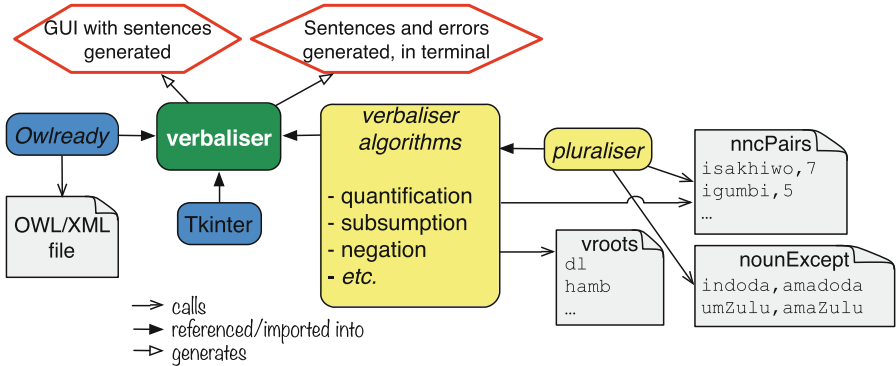 GUI with sentences
generated
Sentences and errors
generated, in terminal
Owlready
verbaliser
verbaliser
algorithms
- quantification
- subsumption
- negation
- etc.
pluraliser
nncPairs
isakhiwo,7
igumbi,5
…
OWL/XML
file
Tkinter
vroots
dl
hamb
…
nounExcept
indoda,amadoda
umZulu,amaZulu
calls
referenced/imported into
generates